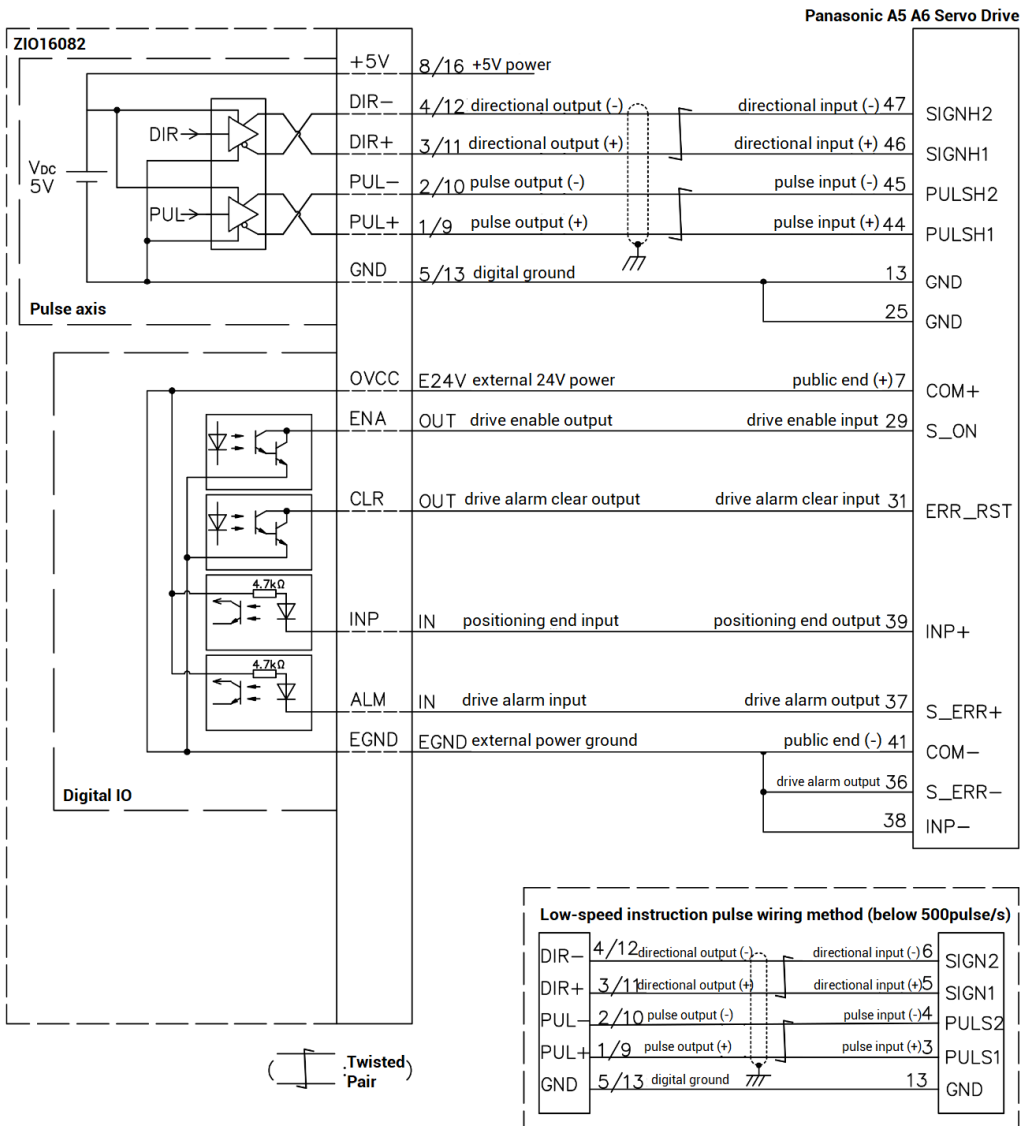 Panasonic A5 A6 Servo Drive
ZIO16082
+5V 8/16 +5V power
DIR− 4/12 directional output (-) directional input (-) 47 SIGNH2
DIR
DIR+ 3/11 directional output (+) directional input (+) 46 SIGNH1
VDC
5V
PUL− 2/10 pulse output (-) pulse input (-) 45 PULSH2
PUL
PUL+ 1/9 pulse output (+) pulse input (+) 44 PULSH1
GND 5/13 digital ground 13 GND
Pulse axis
25 GND
OVCC E24V external 24V power public end (+) 7 COM+
ENA OUT drive enable output drive enable input 29 S_ON
CLR OUT drive alarm clear output drive alarm clear input 31 ERR_RST
4.7kΩ
INP IN positioning end input positioning end output 39 INP+
4.7kΩ
ALM IN drive alarm input drive alarm output 37 S_ERR+
EGND EGND external power ground public end (-) 41 COM−
drive alarm output 36 S_ERR−
Digital IO
38 INP−
Low-speed instruction pulse wiring method (below 500pulse/s)
DIR− 4/12 directional output (-) directional input (-) 6 SIGN2
DIR+ 3/11 directional output (+) directional input (+) 5 SIGN1
PUL− 2/10 pulse output (-) pulse input (-) 4 PULS2
PUL+ 1/9 pulse output (+) pulse input (+) 3 PULS1
GND 5/13 digital ground 13 GND
( .Twisted )
Pair